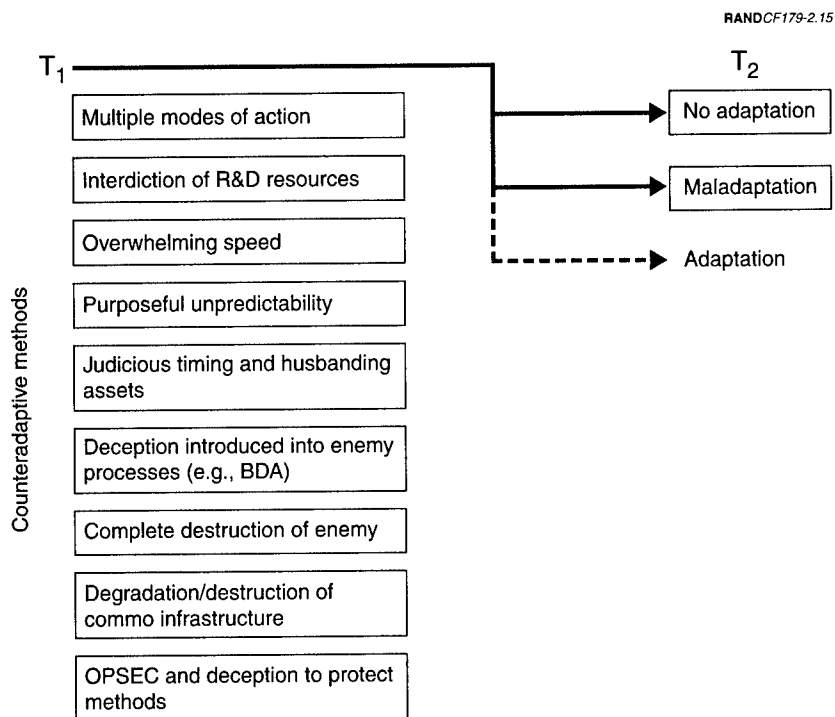 RANDCF179-2.15
T1
T2
Multiple modes of action
Interdiction of R&D resources
Overwhelming speed
Purposeful unpredictability
Judicious timing and husbanding
assets
Deception introduced into enemy
processes (e.g., BDA)
Complete destruction of enemy
Degradation/destruction of
commo infrastructure
OPSEC and deception to protect
methods
Counteradaptive methods
No adaptation
Maladaptation
Adaptation